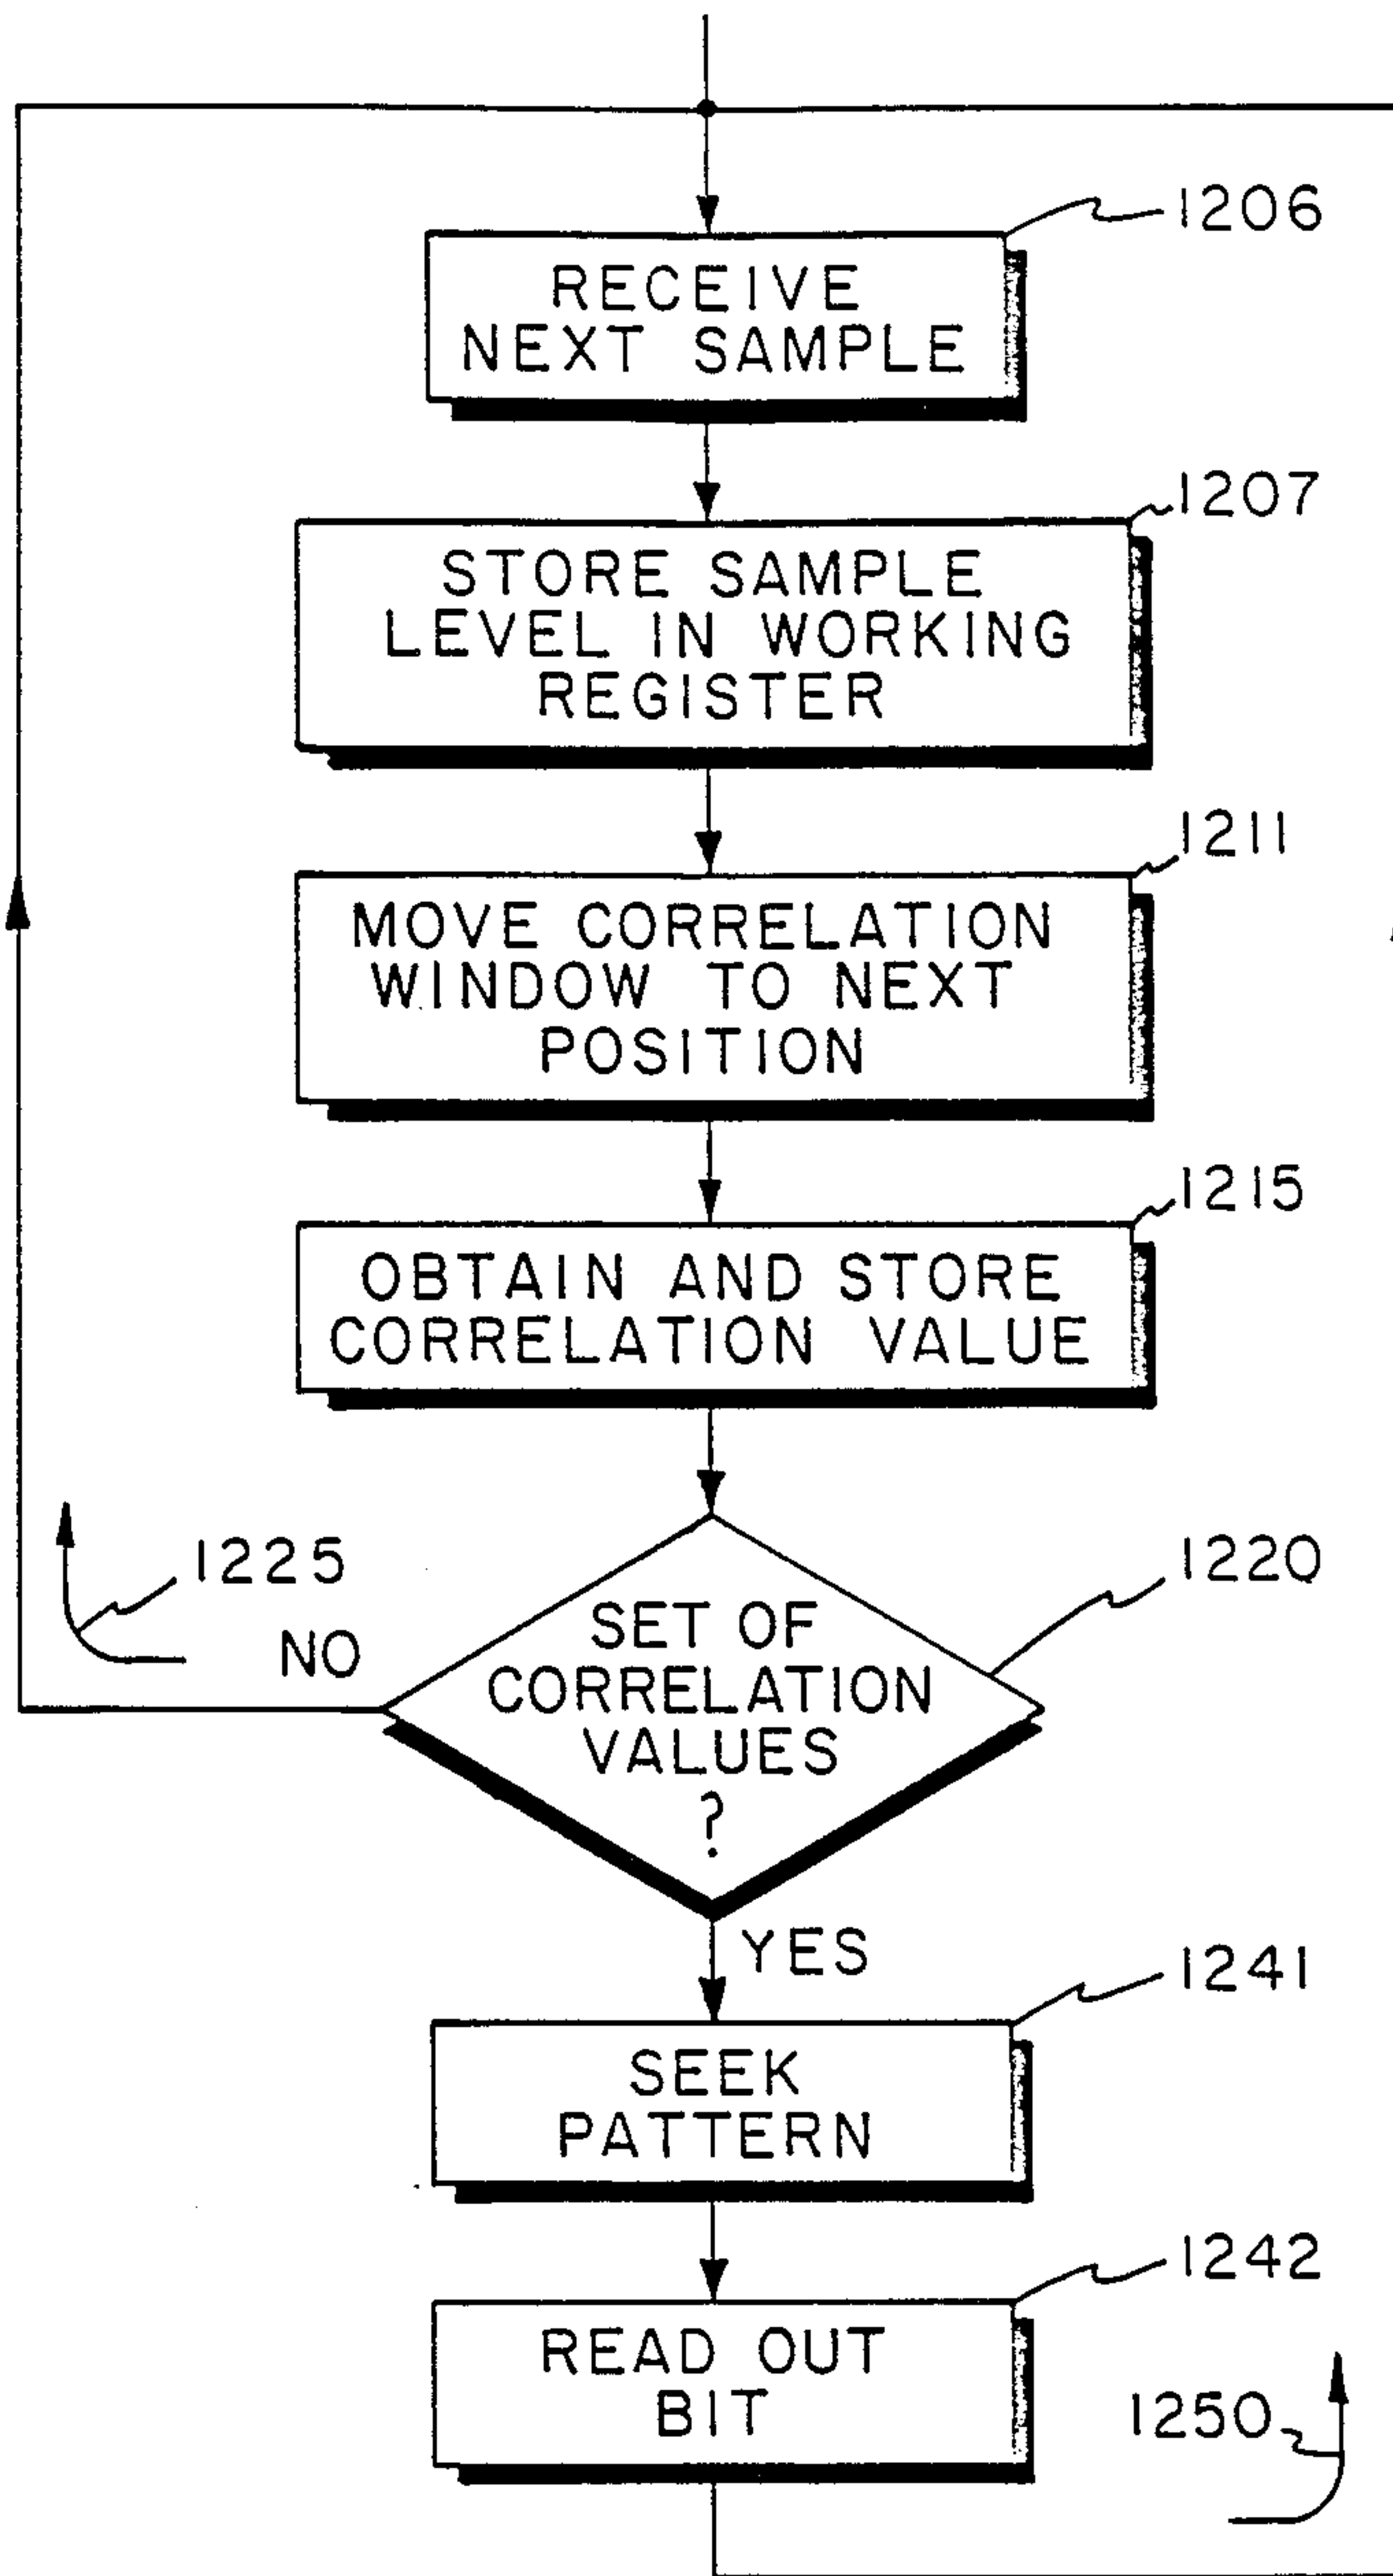 1206
RECEIVE
NEXT SAMPLE
1207
STORE SAMPLE
LEVEL IN WORKING
REGISTER
1211
MOVE CORRELATION
WINDOW TO NEXT
POSITION
1215
OBTAIN AND STORE
CORRELATION VALUE
1225
1220
NO
SET OF
CORRELATION
VALUES
?
YES
1241
SEEK
PATTERN
1242
READ OUT
BIT
1250